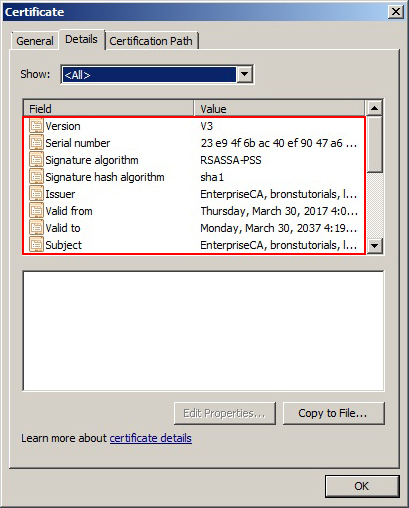 Certificate
General Details Certification Path
Show: <All>
Field Value
Version V3
Serial number 23 e9 4f 6b ac 40 ef 90 47 a6 ...
Signature algorithm RSASSA-PSS
Signature hash algorithm sha1
Issuer EnterpriseCA, bronstutorials, l...
Valid from Thursday, March 30, 2017 4:0...
Valid to Monday, March 30, 2037 4:19...
Subject EnterpriseCA, bronstutorials, l...
Edit Properties... Copy to File...
Learn more about certificate details
OK